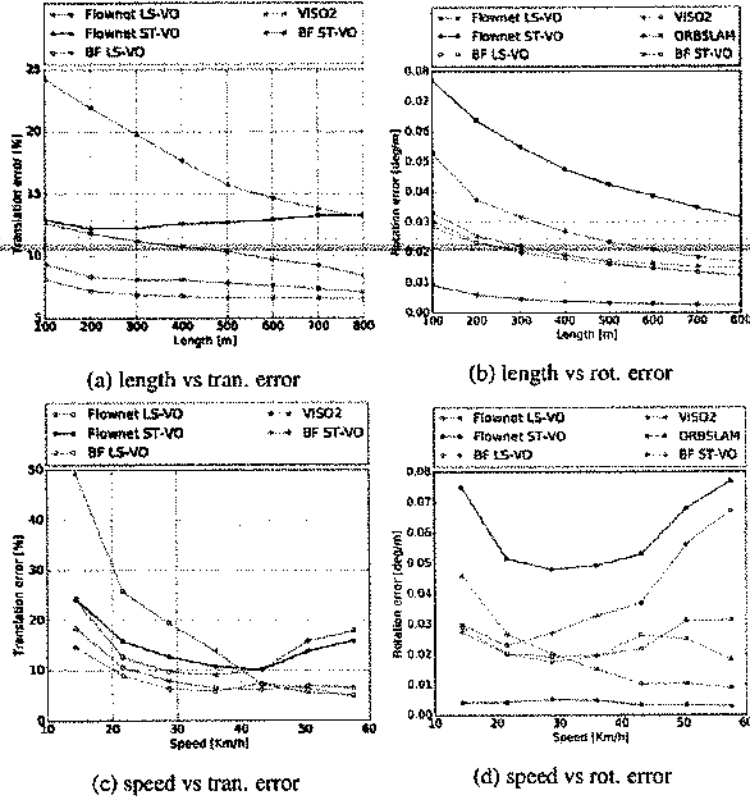 Flownet LS-VO VISO2
Flownet ST-VO BF ST-VO
BF LS-VO
Translation error [%]
25
20
15
10
5
100 200 300 400 500 600 700 800
Length [m]
(a) length vs tran. error
Flownet LS-VO VISO2
Flownet ST-VO ORBSLAM
BF LS-VO BF ST-VO
Rotation error [deg/m]
0.08
0.04
0.03
0.02
0.01
0.00
100 200 300 400 500 600 700 800
Length [m]
(b) length vs rot. error
Flownet LS-VO VISO2
Flownet ST-VO BF ST-VO
BF LS-VO
Translation error [%]
50
40
30
20
10
0
10 20 30 40 50 60
Speed [Km/h]
(c) speed vs tran. error
Flownet LS-VO VISO2
Flownet ST-VO ORBSLAM
BF LS-VO BF ST-VO
Rotation error [deg/m]
0.08
0.07
0.06
0.05
0.04
0.03
0.02
0.01
0.00
10 20 30 40 50 60
Speed [Km/h]
(d) speed vs rot. error